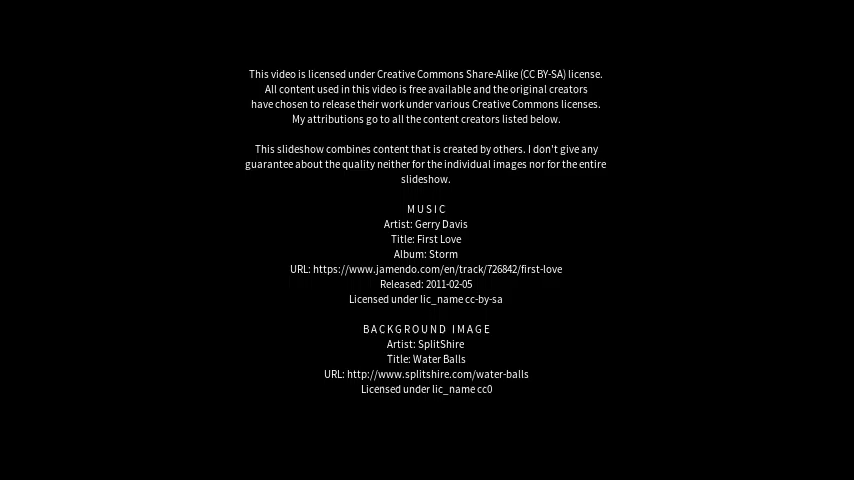 This video is licensed under Creative Commons Share-Alike (CC BY-SA) license.
All content used in this video is free available and the original creators
have chosen to release their work under various Creative Commons licenses.
My attributions go to all the content creators listed below.
This slideshow combines content that is created by others. I don't give any
guarantee about the quality neither for the individual images nor for the entire
slideshow.
MUSIC
Artist: Gerry Davis
Title: First Love
Album: Storm
URL: https://www.jamendo.com/en/track/726842/first-love
Released: 2011-02-05
Licensed under lic_name cc-by-sa
BACKGROUND IMAGE
Artist: SplitShire
Title: Water Balls
URL: http://www.splitshire.com/water-balls
Licensed under lic_name cc0